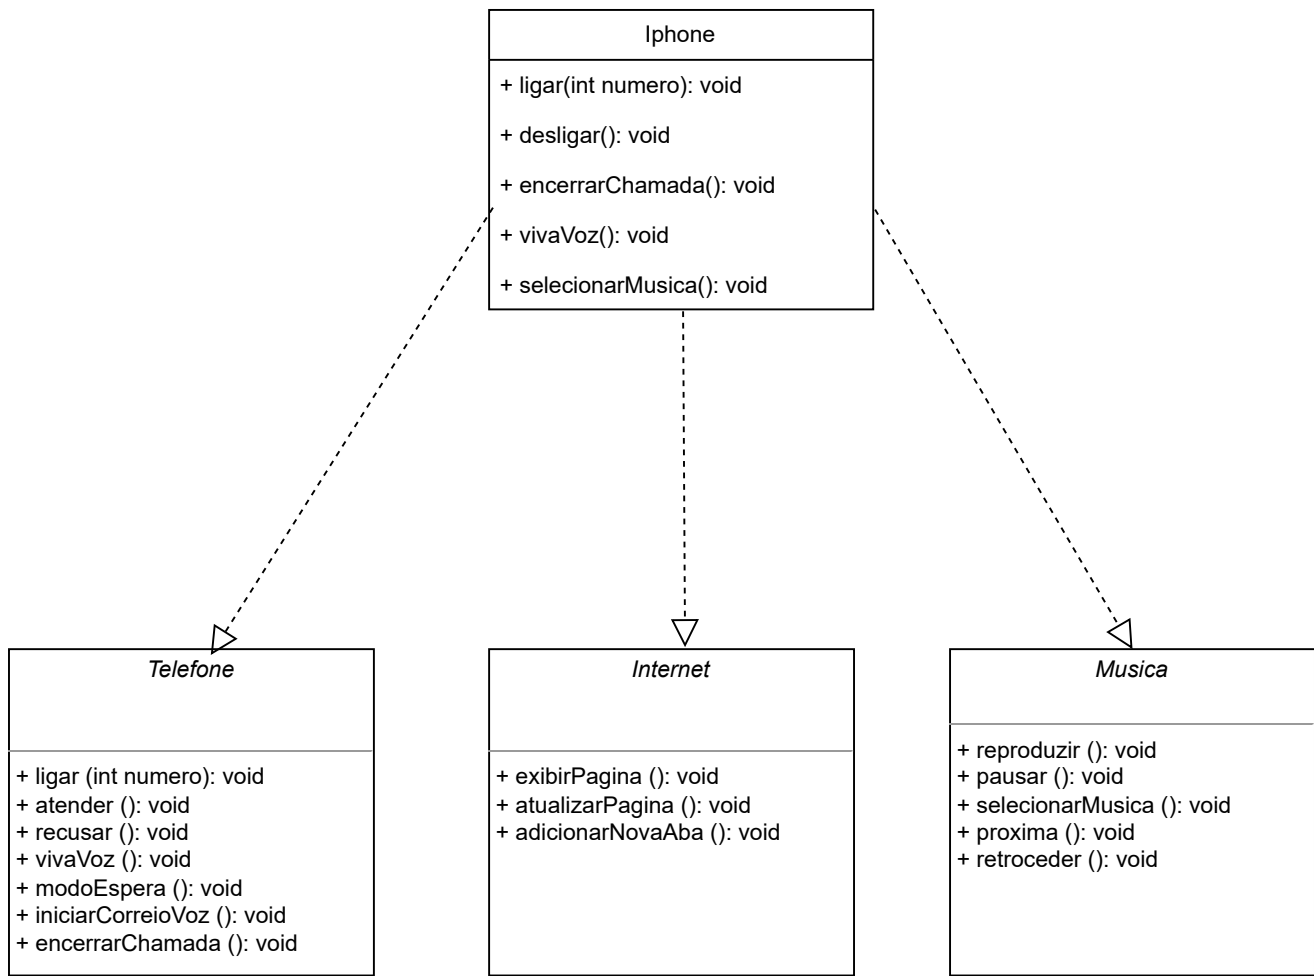 Iphone
+ ligar(int numero): void
+ desligar(): void
+ encerrarChamada(): void
+ vivaVoz(): void
+ selecionarMusica(): void
Telefone
+ ligar (int numero): void
+ atender (): void
+ recusar (): void
+ vivaVoz (): void
+ modoEspera (): void
+ iniciarCorreioVoz (): void
+ encerrarChamada (): void
Internet
+ exibirPagina (): void
+ atualizarPagina (): void
+ adicionarNovaAba (): void
Musica
+ reproduzir (): void
+ pausar (): void
+ selecionarMusica (): void
+ proxima (): void
+ retroceder (): void